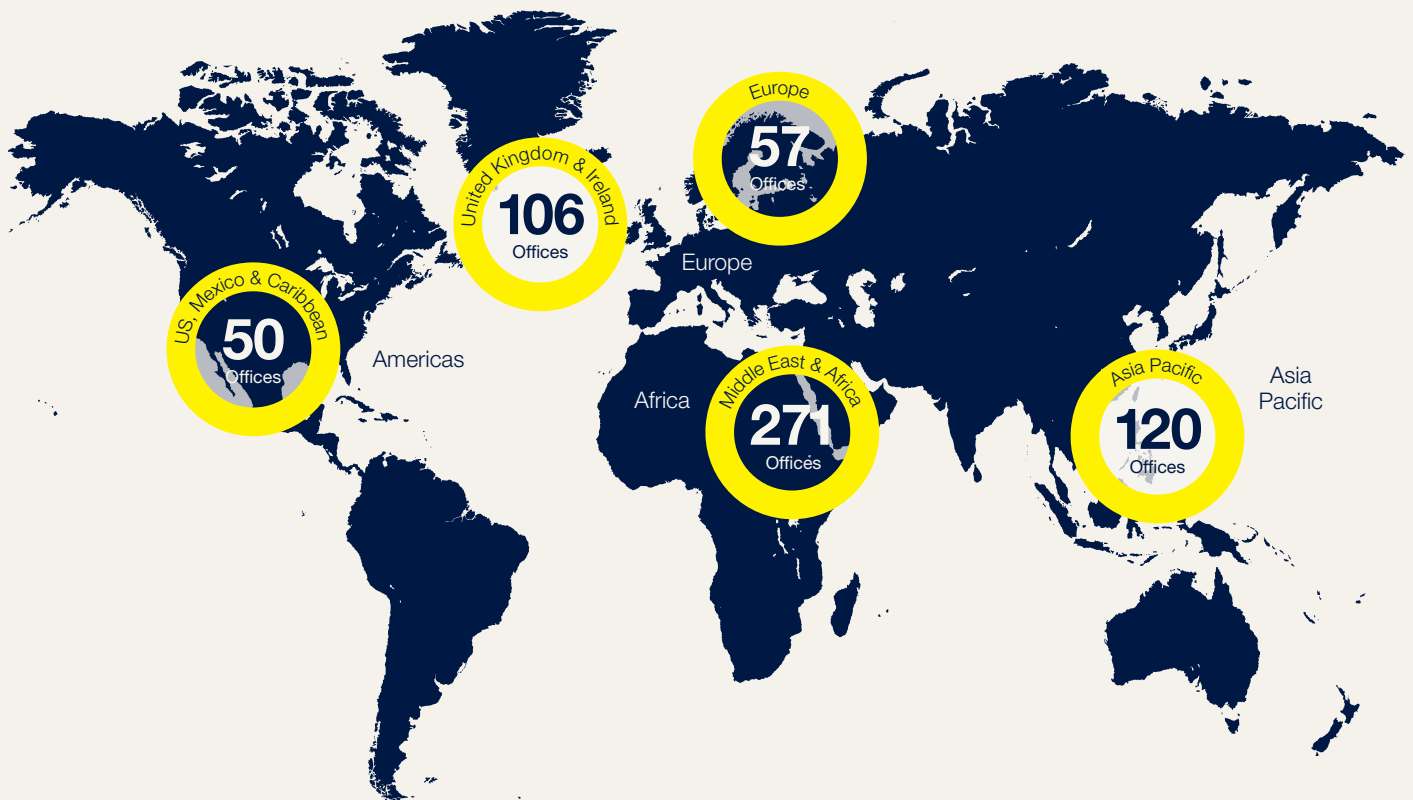 Europe
57
Offices
United Kingdom & Ireland
106
Offices
Europe
US, Mexico & Caribbean
50
Offices
Americas
Africa
Middle East & Africa
271
Offices
Asia Pacific
120
Offices
Asia
Pacific